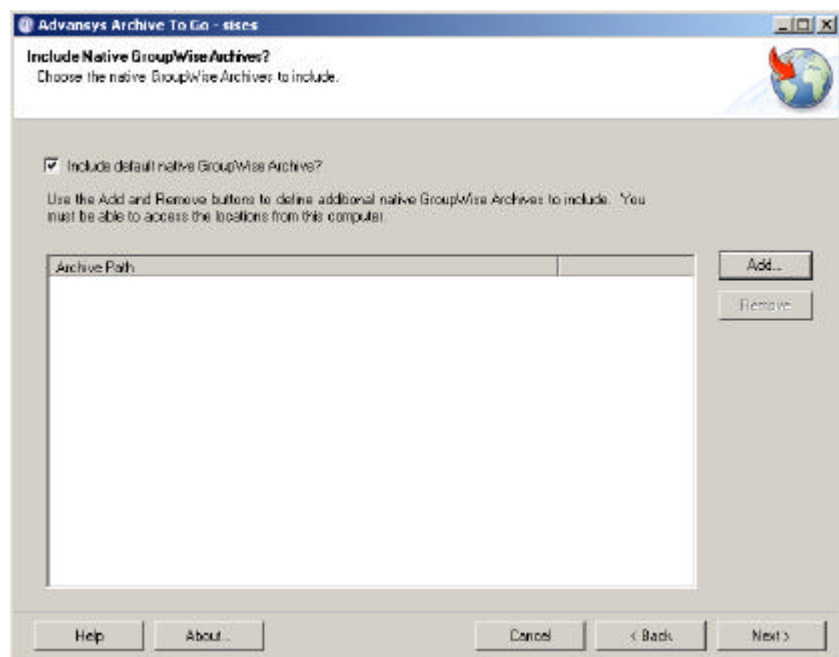 Advansys Archive To Go - sises
Include Native GroupWise Archives?
Choose the native GroupWise Archives to include.
Include default native GroupWise Archive?
Use the Add and Remove buttons to define additional native GroupWise Archives to include. You
must be able to access the locations from this computer.
Archive Path
Add...
Remove
Help
About...
Cancel
< Back
Next >